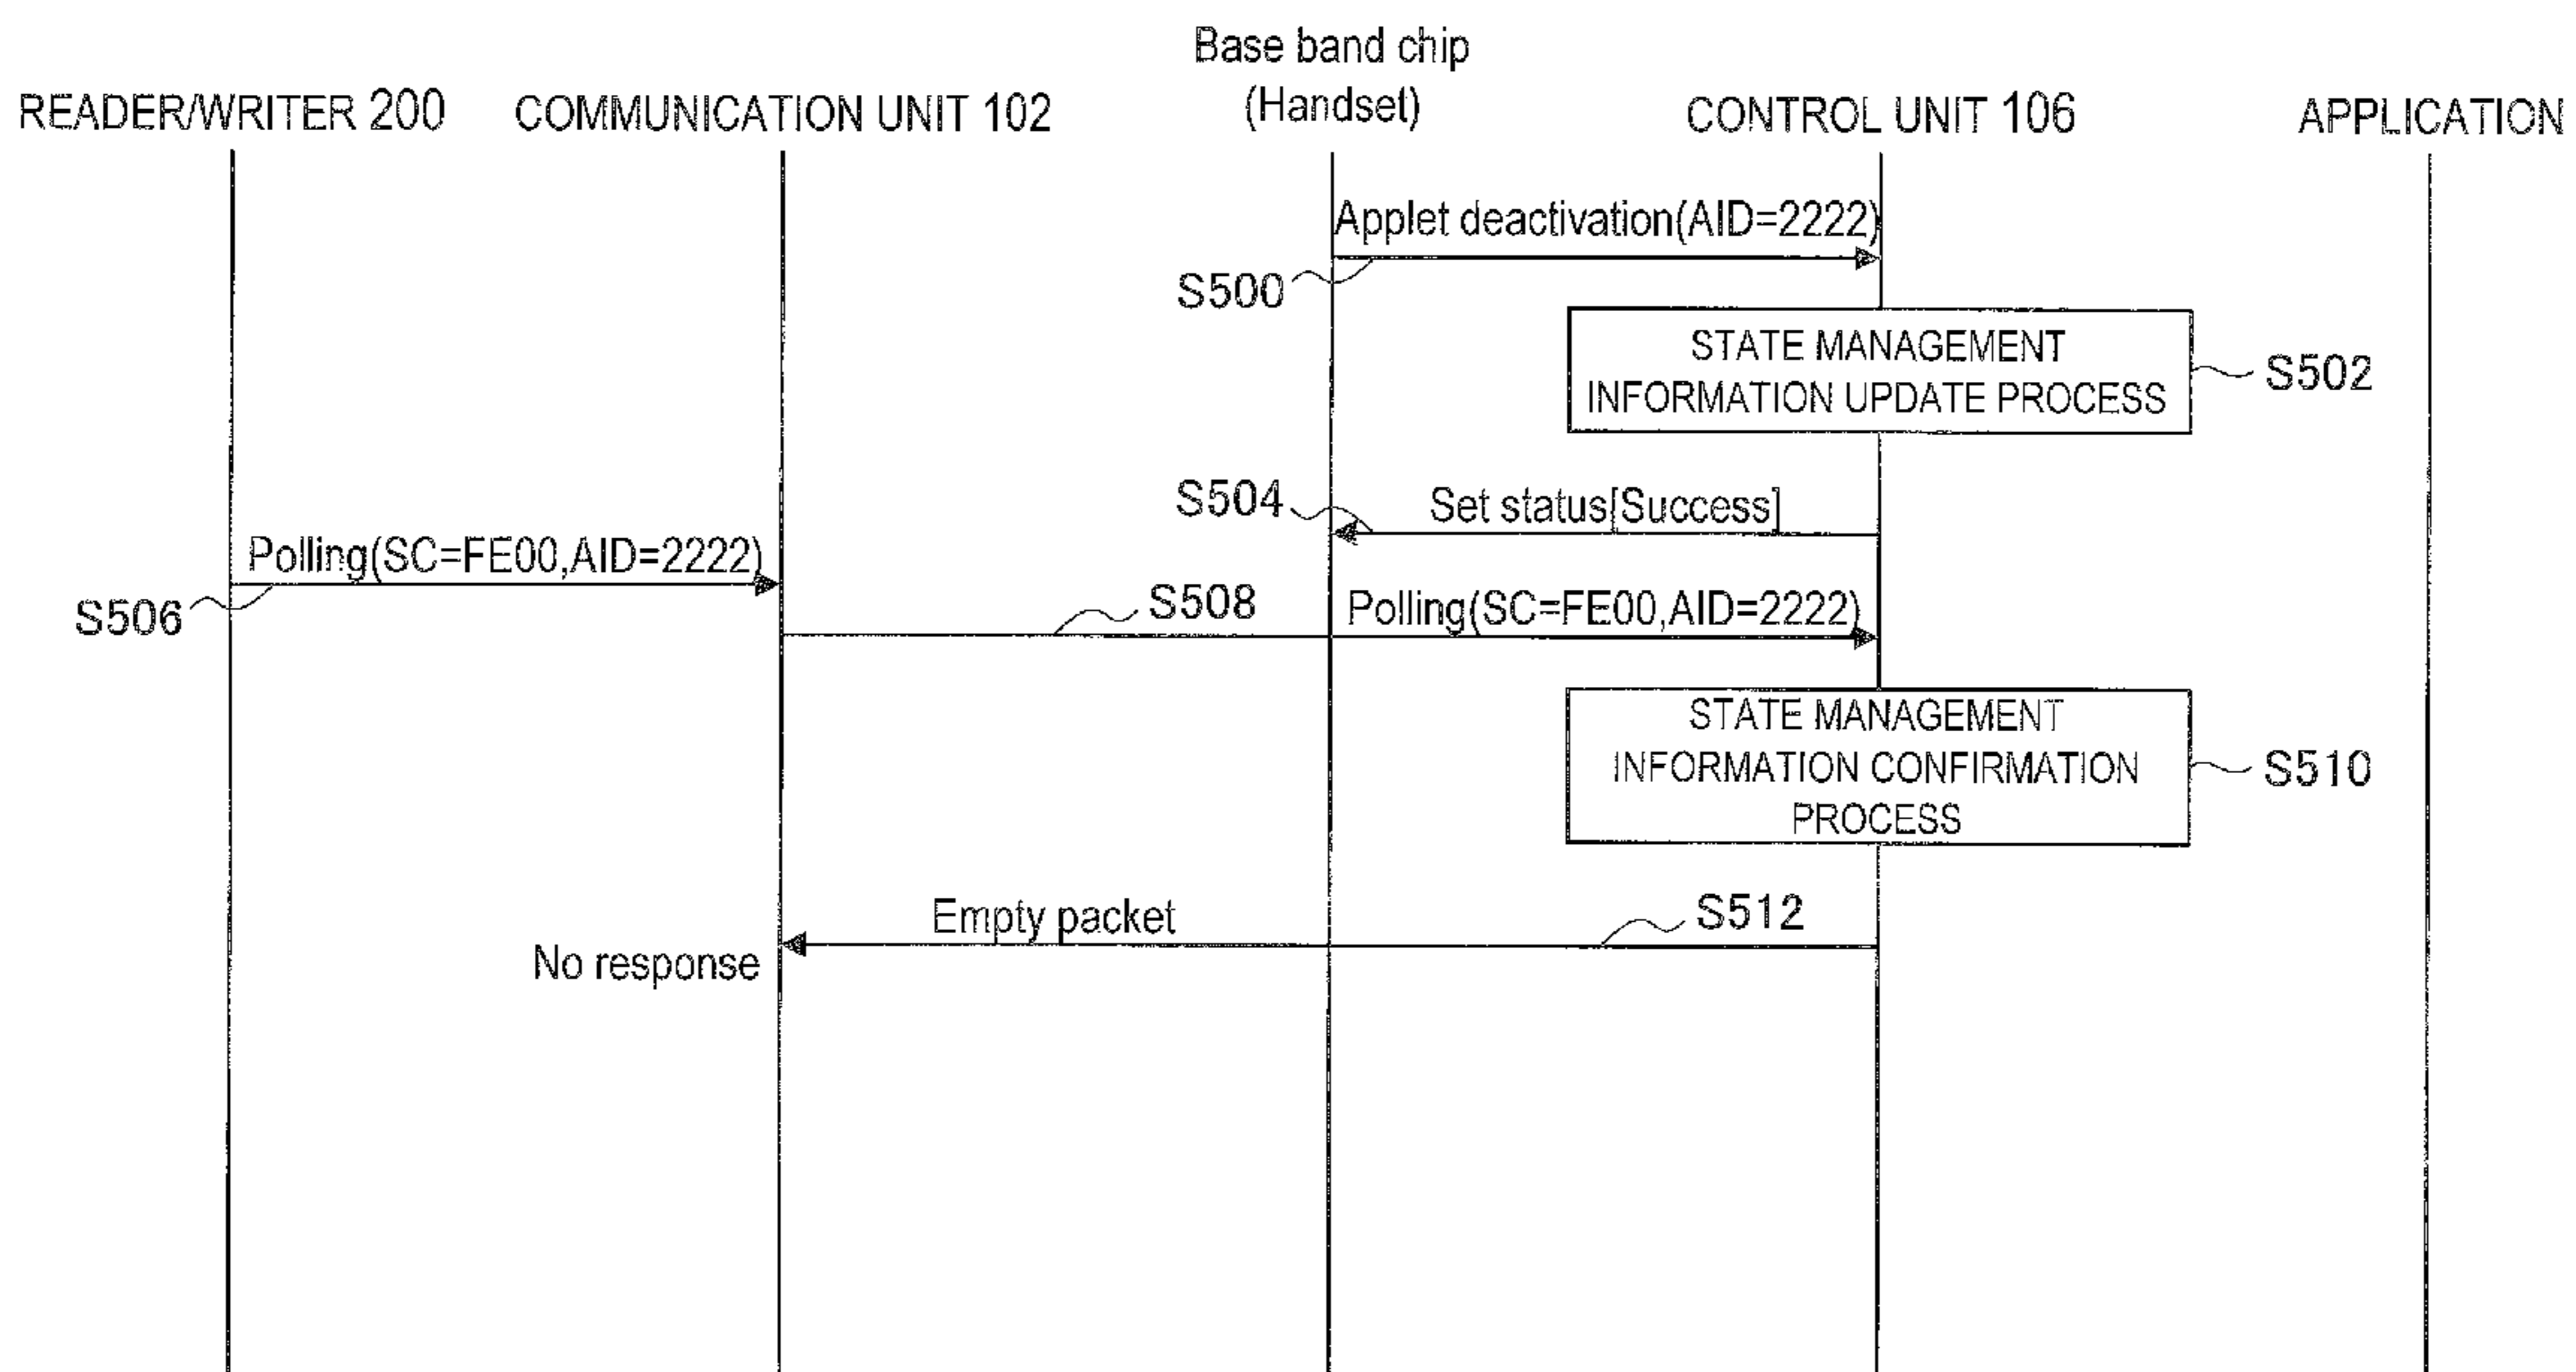 Base band chip
(Handset)
READER/WRITER 200
COMMUNICATION UNIT 102
CONTROL UNIT 106
APPLICATION
Applet deactivation(AID=2222)
S500
STATE MANAGEMENT
INFORMATION UPDATE PROCESS
S502
S504
Set status[Success]
Polling(SC=FE00,AID=2222)
S506
S508
Polling(SC=FE00,AID=2222)
STATE MANAGEMENT
INFORMATION CONFIRMATION
PROCESS
S510
Empty packet
S512
No response